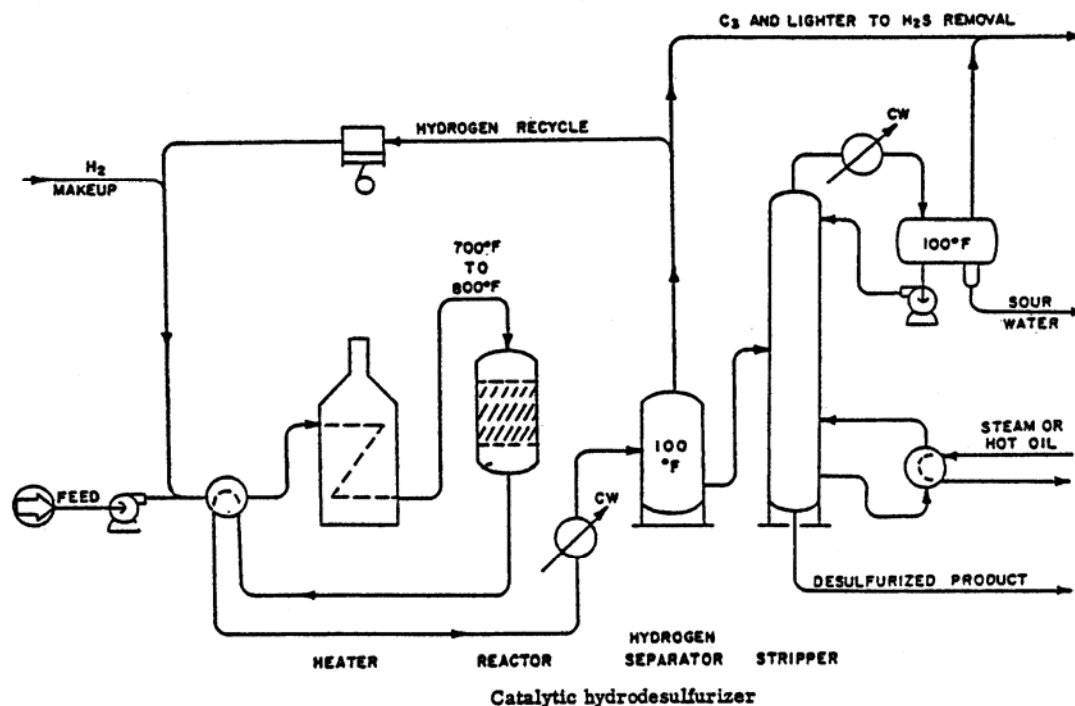 C₃ AND LIGHTER TO H₂S REMOVAL
CW
HYDROGEN RECYCLE
H₂
MAKEUP
700°F
TO
800°F
100°F
SOUR
WATER
100
°F
STEAM OR
HOT OIL
FEED
CW
DESULFURIZED PRODUCT
HEATER
REACTOR
HYDROGEN
SEPARATOR
STRIPPER
Catalytic hydrodesulfurizer